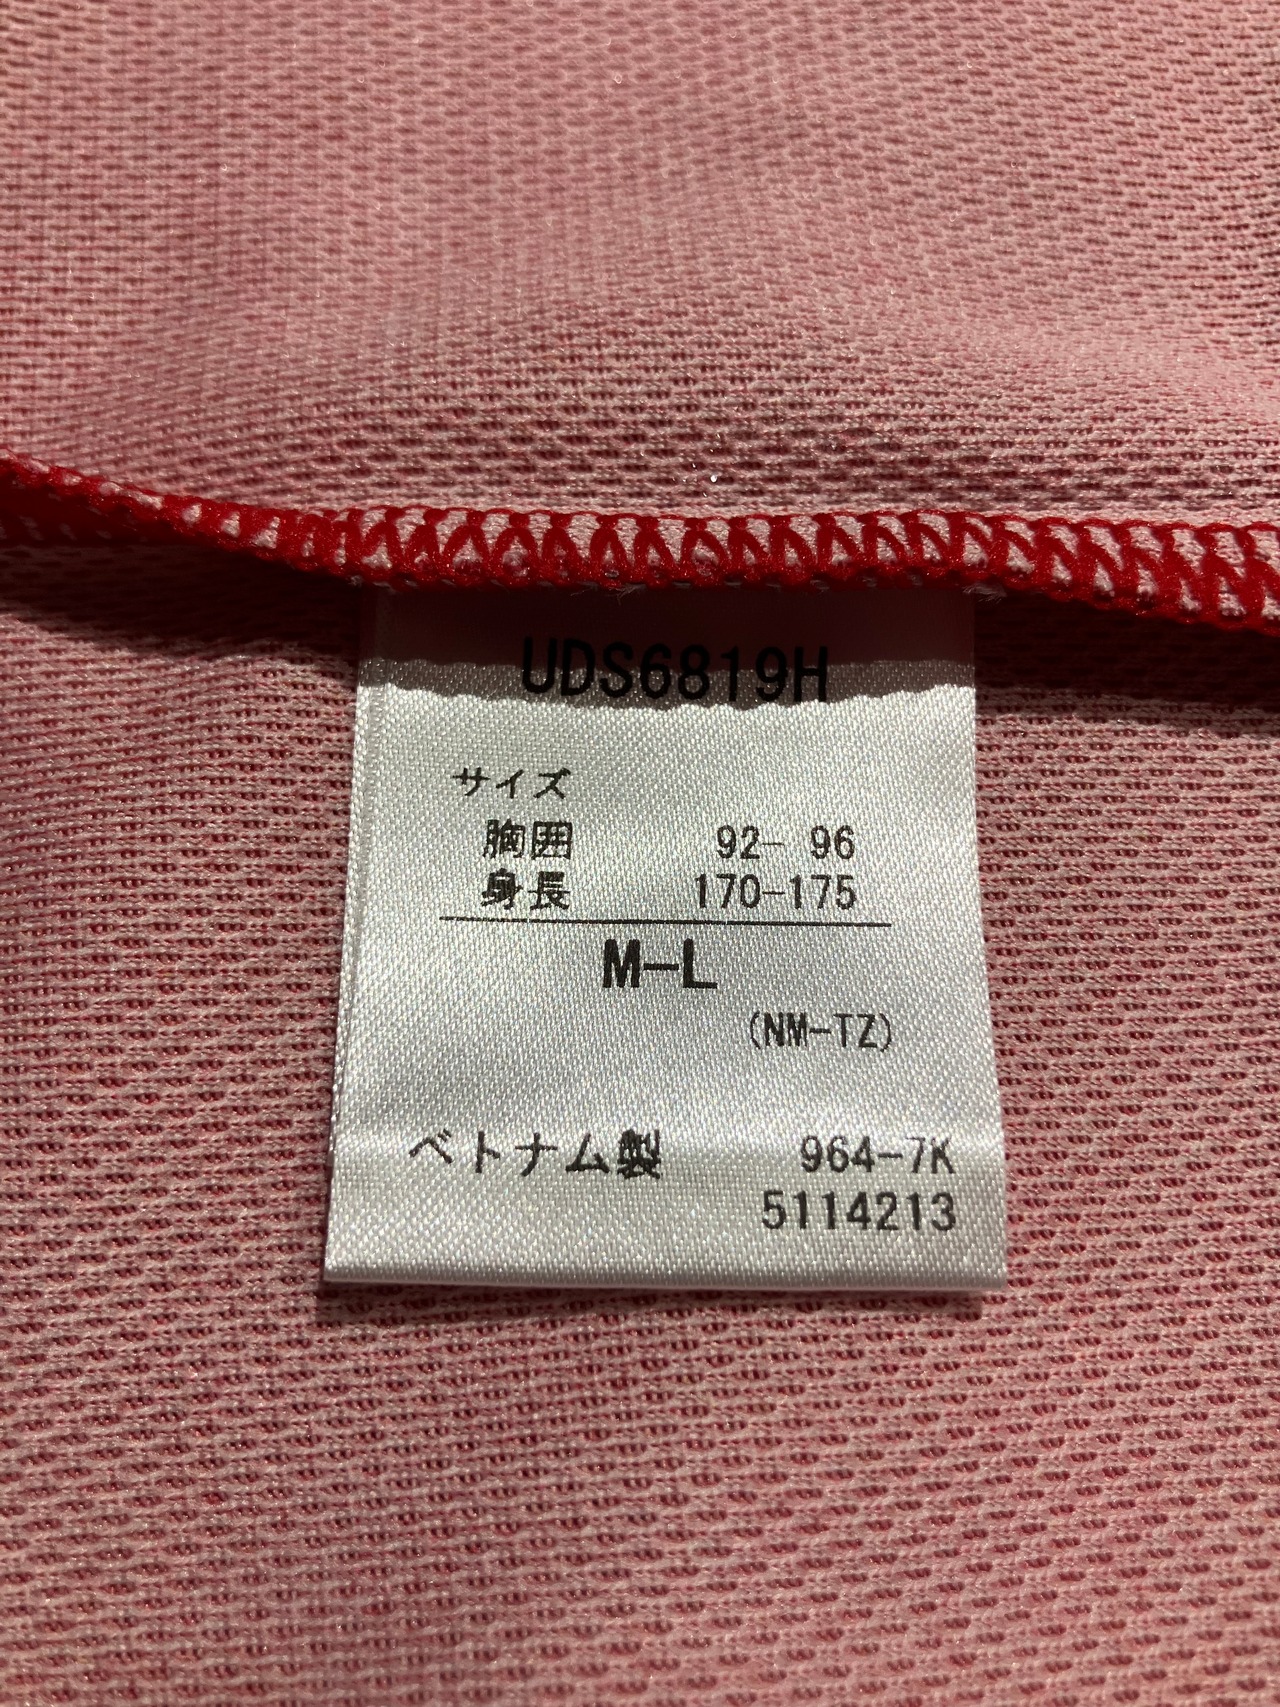 UDS6819H
サイズ
胸囲 92- 96
身長 170-175
M-L
(NM-TZ)
ベトナム製 964-7K
5114213